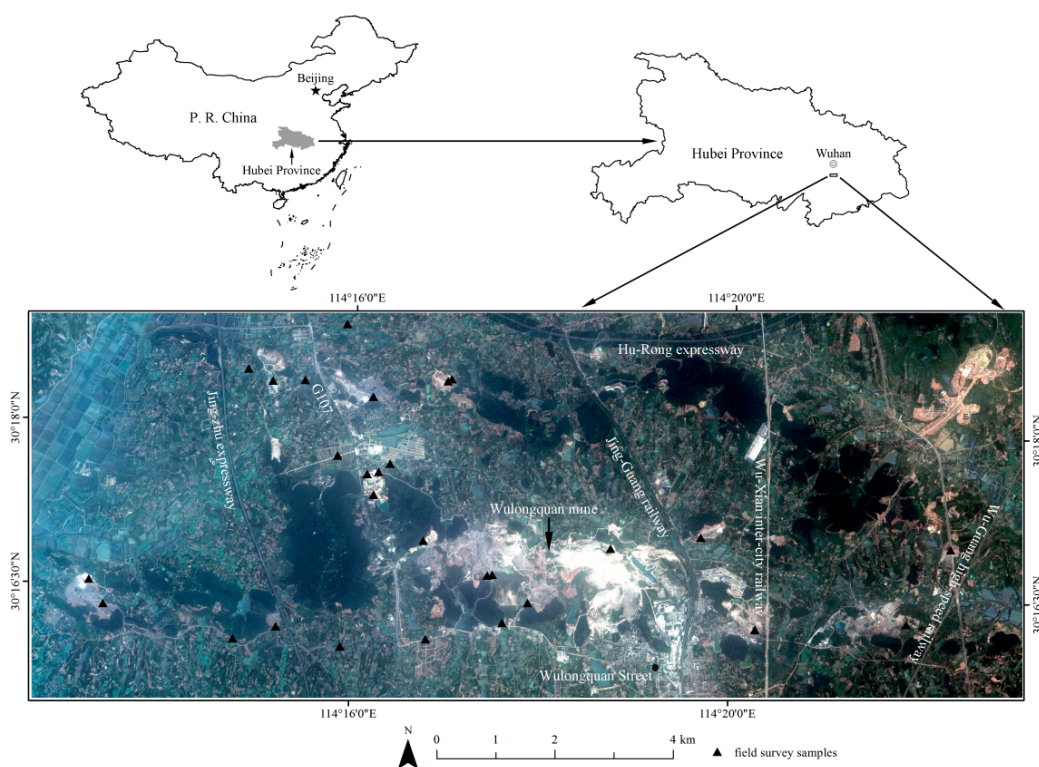 Beijing
P. R. China
Hubei Province
Hubei Province
Wuhan
114°16'0"E
114°20'0"E
Hu-Rong expressway
G107
Jing-zhu expressway
30°18'0"N
30°18'0"N
Jing-Guang railway
Wu-Xian inter-city railway
Wu-Guang high-speed railway
Wulongquan mine
30°16'30"N
30°16'30"N
Wulongquan Street
114°16'0"E
114°20'0"E
N
0 1 2 4 km
field survey samples